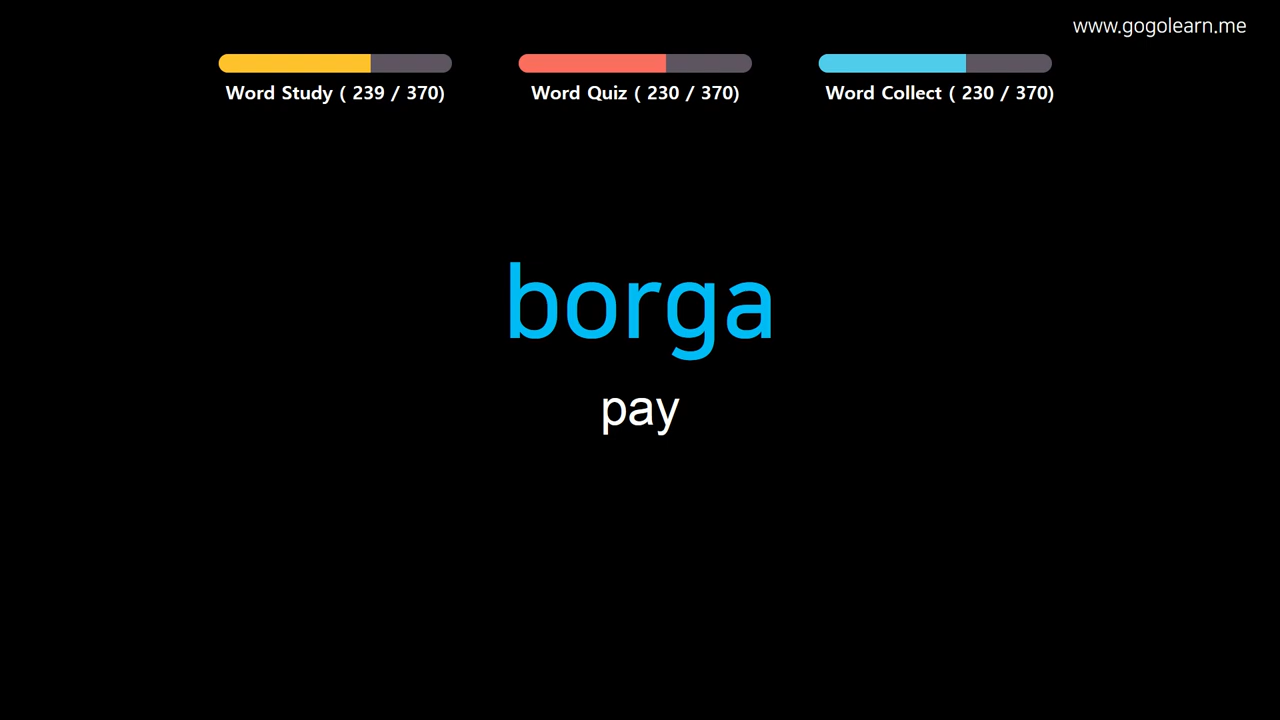 www.gogolearn.me
Word Study ( 239 / 370)
Word Quiz ( 230 / 370)
Word Collect ( 230 / 370)
borga
pay